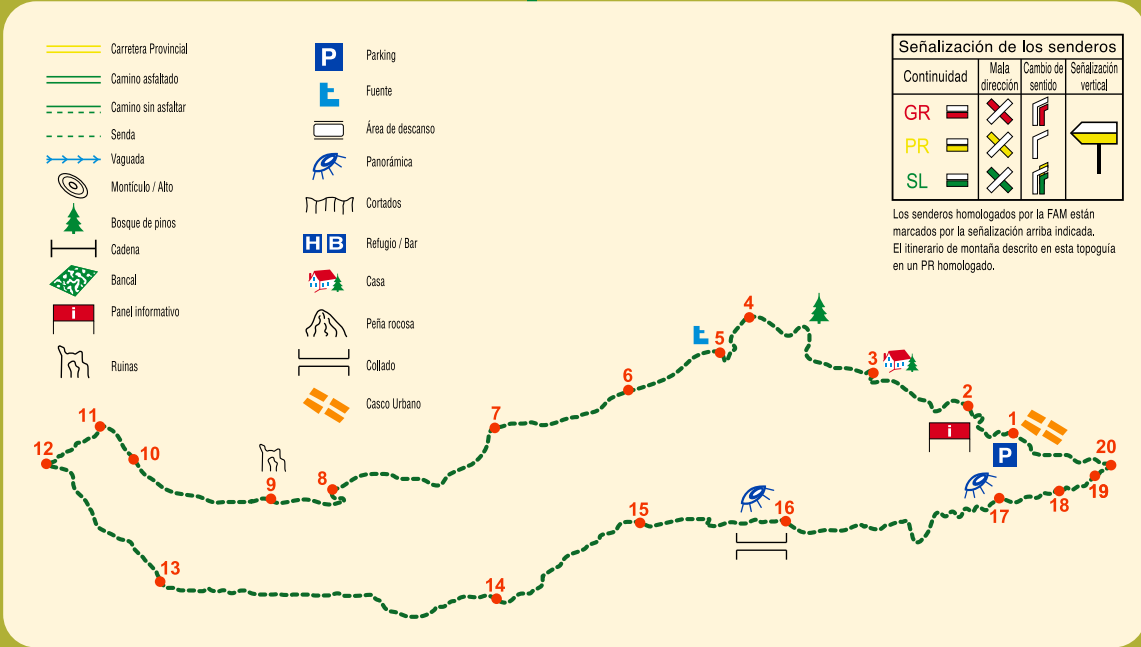 Carretera Provincial
Camino asfaltado
Camino sin asfaltar
Senda
Vaguada
Montículo / Alto
Bosque de pinos
Cadena
Bancal
i
Panel informativo
Ruinas
P
Parking
Fuente
Área de descanso
Panorámica
Cortados
H B
Refugio / Bar
Casa
Peña rocosa
Collado
Casco Urbano
Señalización de los senderos
Continuidad
Mala
dirección
Cambio de
sentido
Señalización
vertical
GR
PR
SL
Los senderos homologados por la FAM están
marcados por la señalización arriba indicada.
El itinerario de montaña descrito en esta topoguía
en un PR homologado.
4
5
3
6
2
7
1
11
i
12
10
P
20
9
8
19
15
16
17
18
13
14